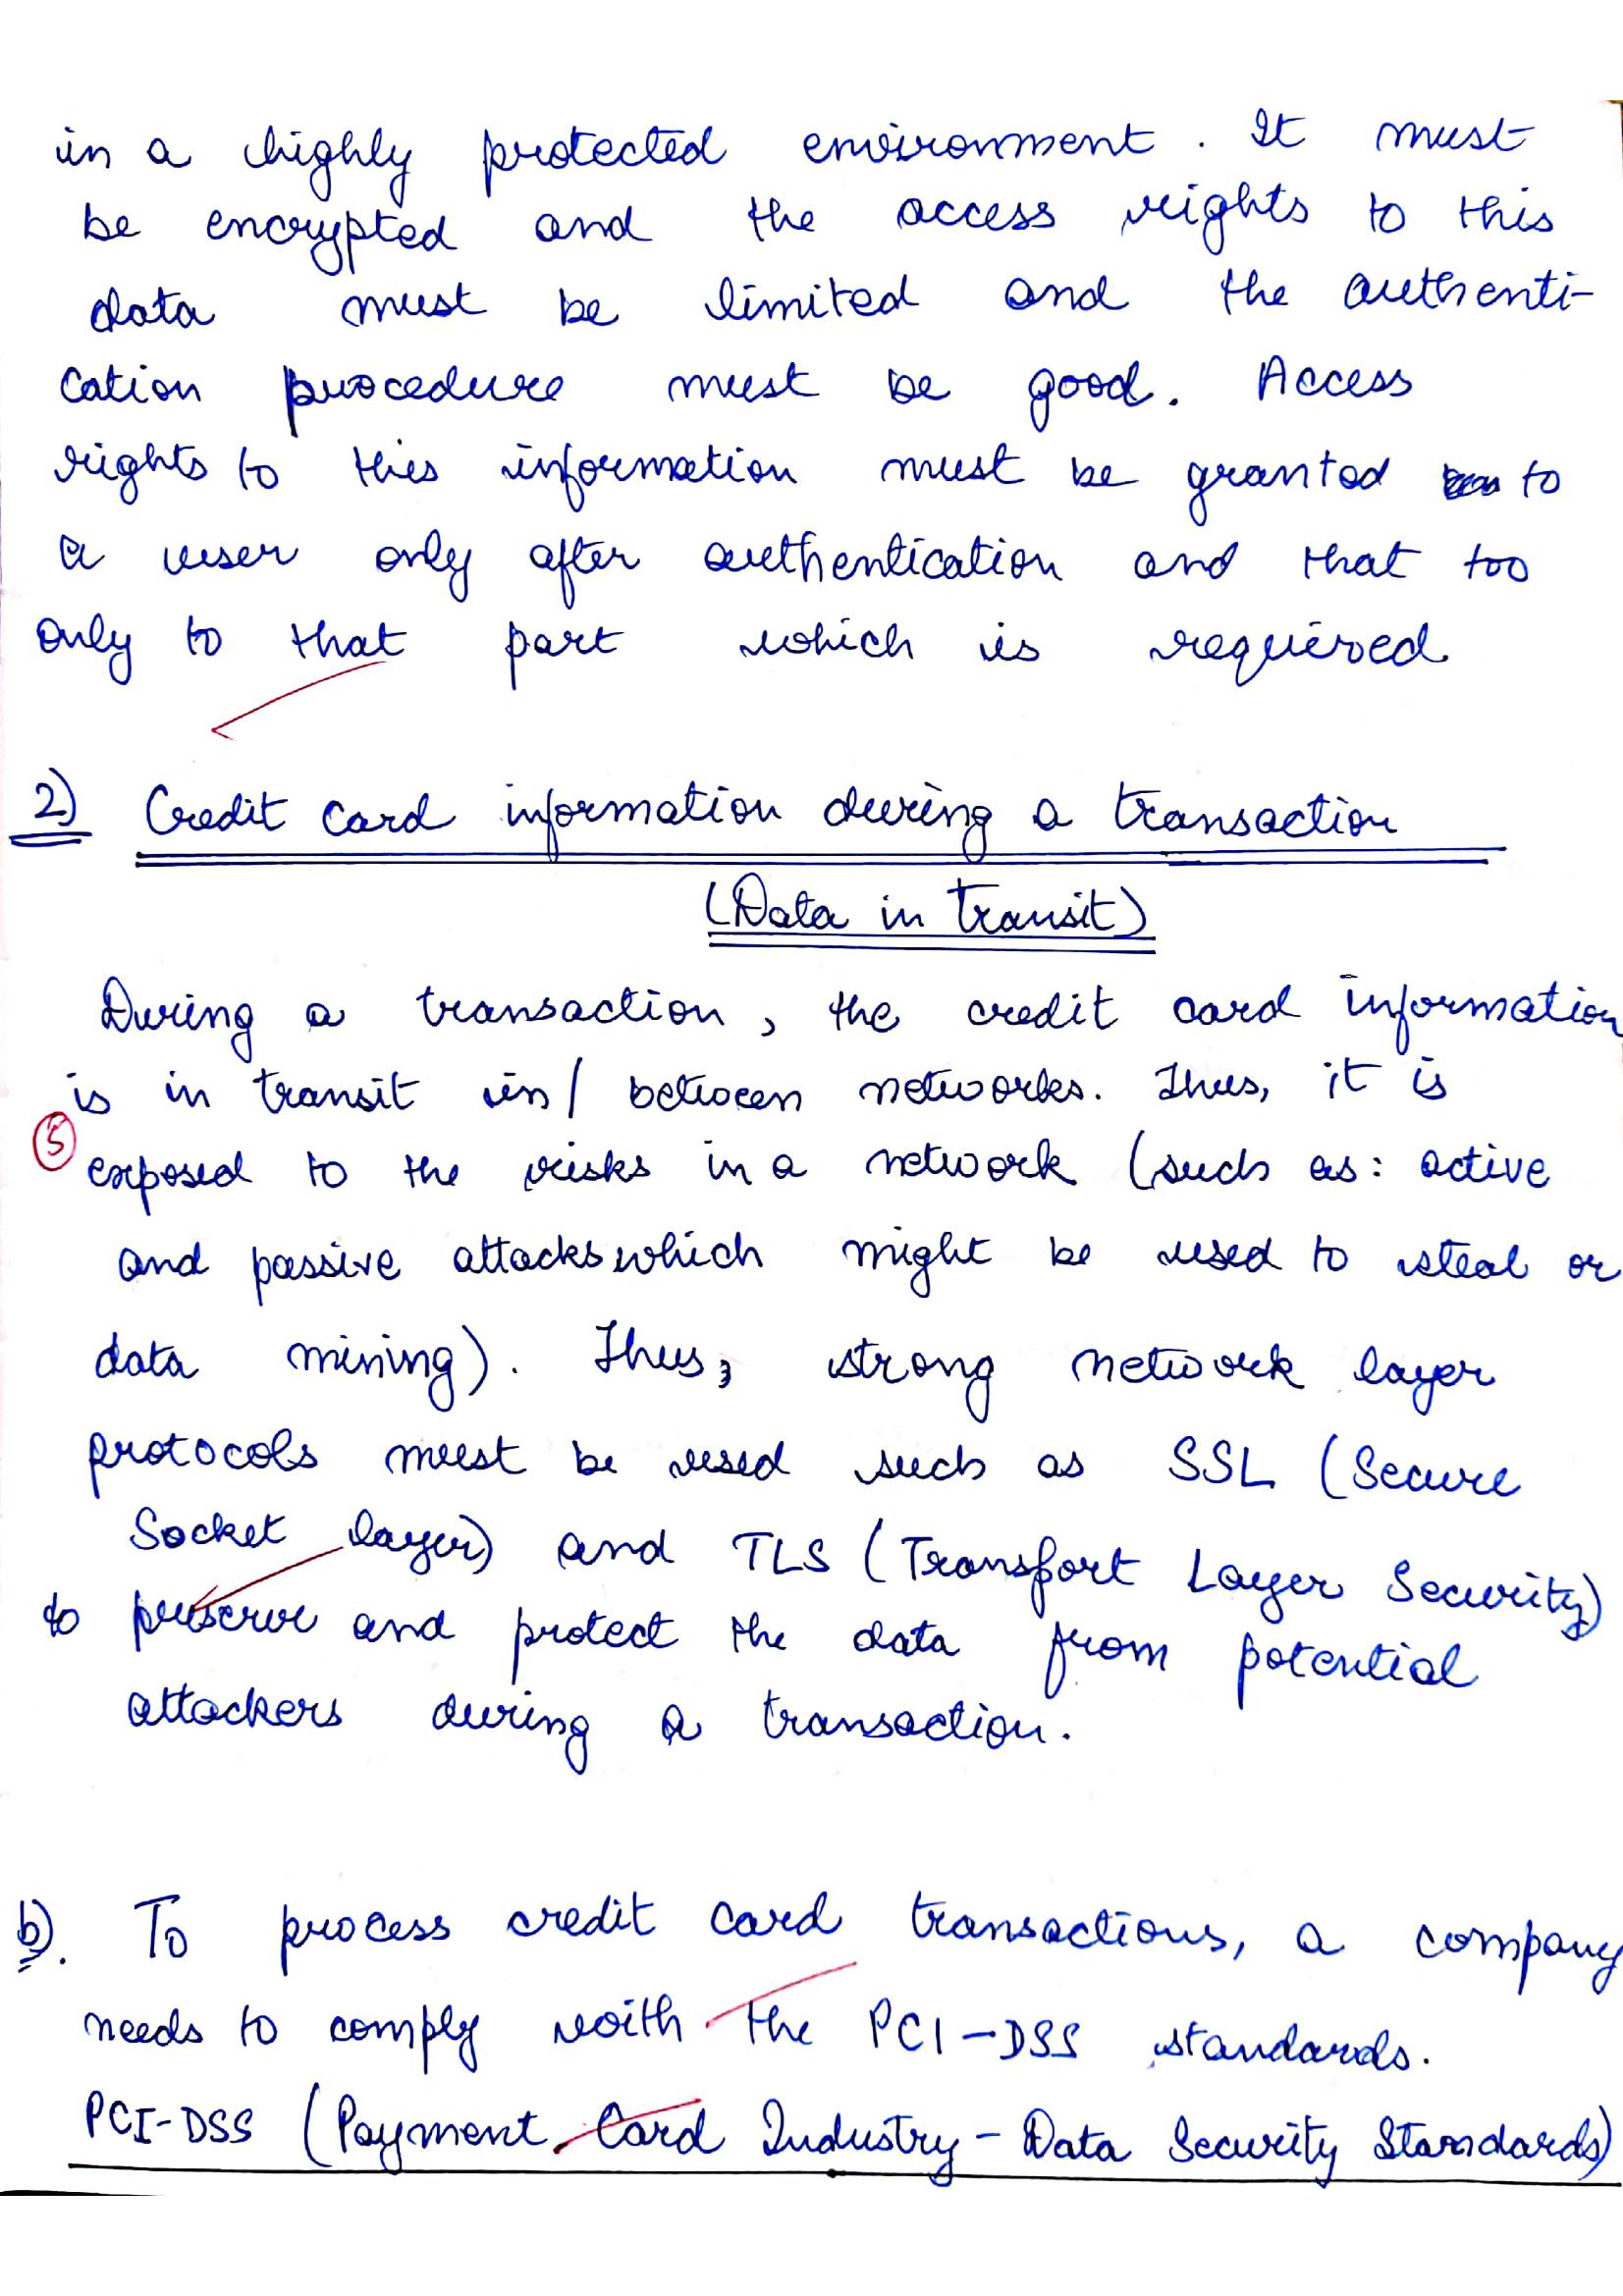 in a highly protected environment. It must
be encrypted and the access rights to this
data must be limited and the authenti-
cation procedure must be good. Access
rights to this information must be granted to
a user only after authentication and that too
only to that part which is required
2) Credit card information during a transaction
(Data in transit)
During a transaction, the credit card information
is in transit in/ between networks. Thus, it is
5
exposed to the risks in a network (such as: active
and passive attacks which might be used to steal or
data mining). Thus, strong network layer
protocols must be used such as SSL (Secure
Socket layer) and TLS (Transport Layer Security)
to preserve and protect the data from potential
attackers during a transaction.
b). To process credit card transactions, a company
needs to comply with the PCI-DSS standards.
PCI-DSS (Payment Card Industry - Data Security Standards)